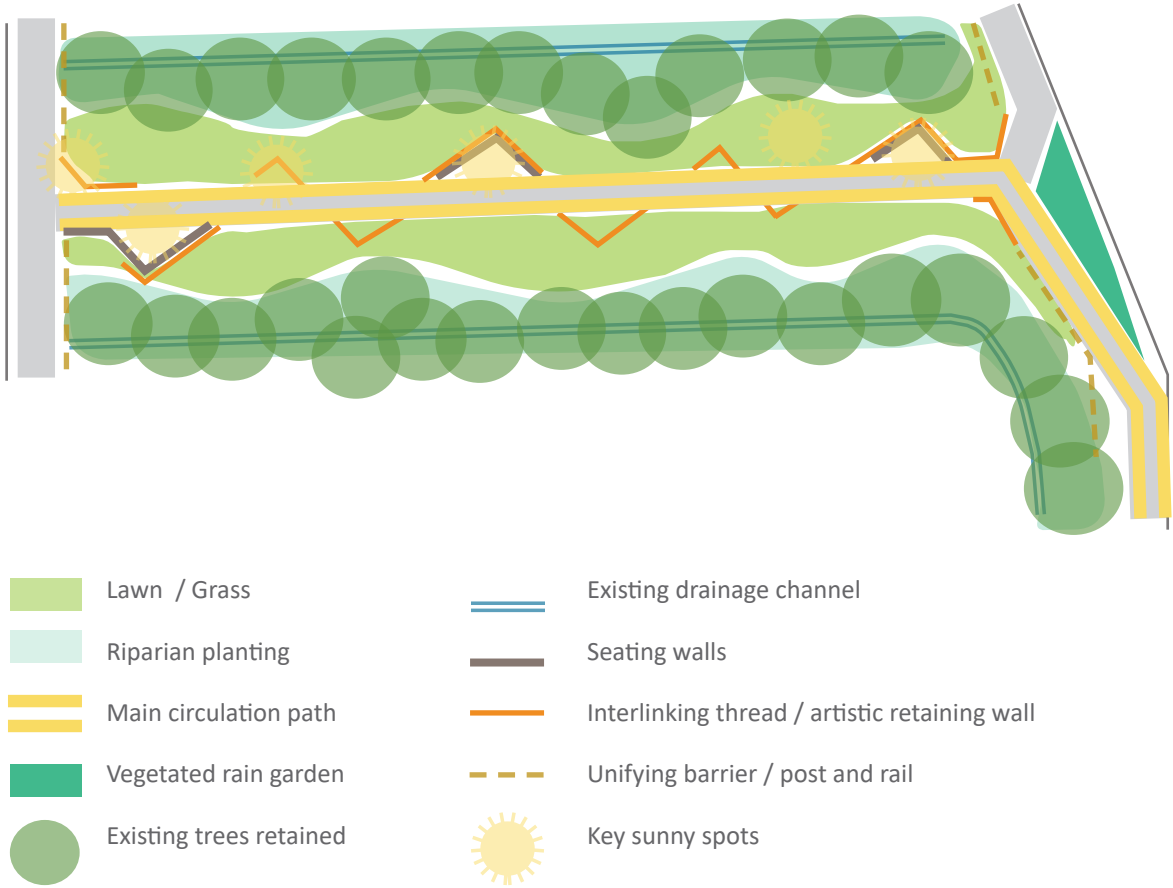 Lawn / Grass
Riparian planting
Main circulation path
Vegetated rain garden
Existing trees retained
Existing drainage channel
Seating walls
Interlinking thread / artistic retaining wall
Unifying barrier / post and rail
Key sunny spots